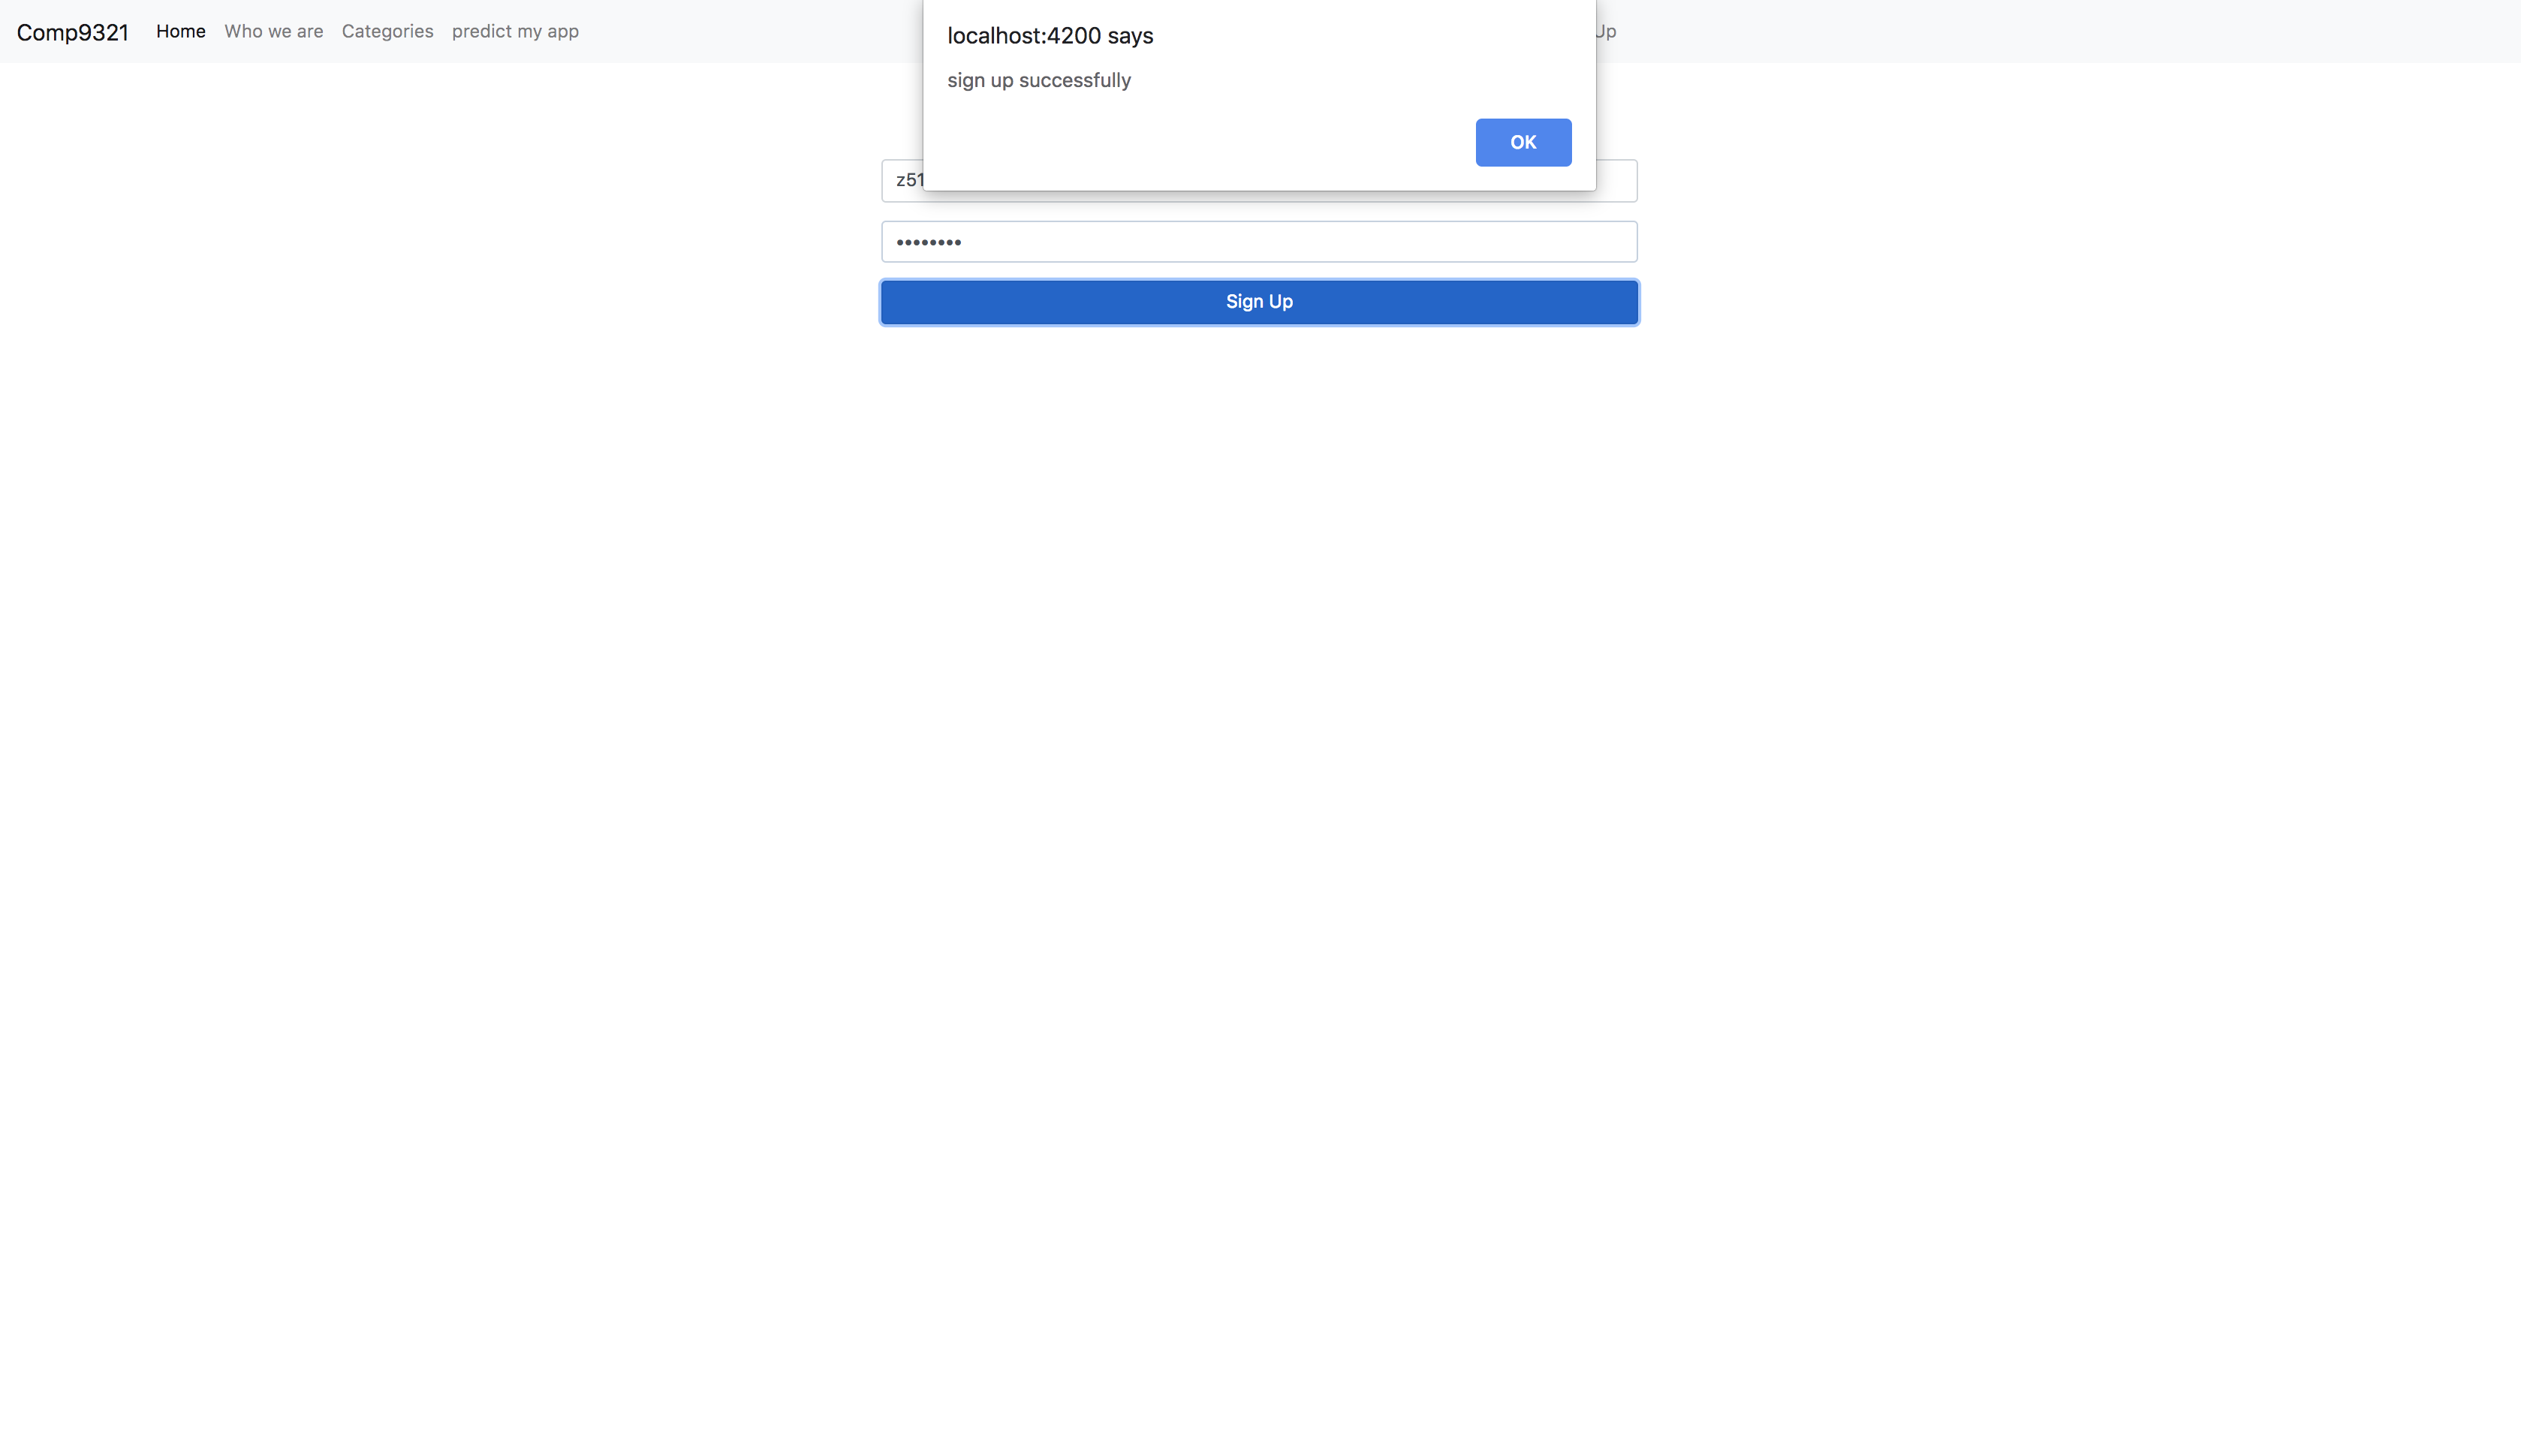 Comp9321 Home Who we are Categories predict my app
Up
localhost:4200 says
sign up successfully
OK
z51
••••••••
Sign Up